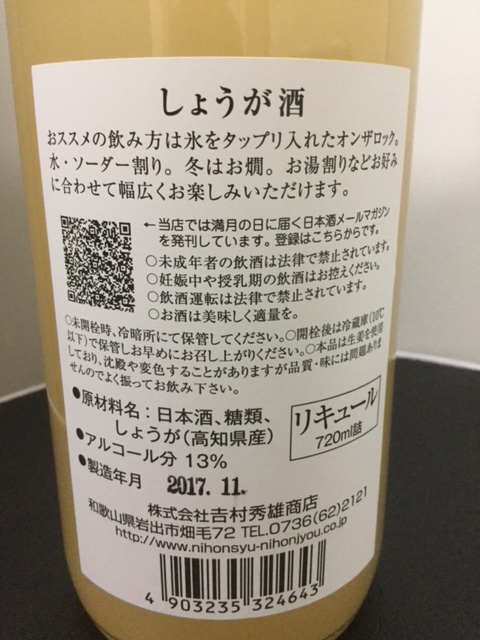 しょうが酒
おススメの飲み方は氷をタップリ入れたオンザロック。
水・ソーダー割り。冬はお燗。お湯割りなどお好み
に合わせて幅広くお楽しみいただけます。
←当店では満月の日に届く日本酒メールマガジン
を発刊しています。登録はこちらからです。
○未成年者の飲酒は法律で禁止されています。
○妊娠中や授乳期の飲酒はお控えください。
○飲酒運転は法律で禁止されています。
○お酒は美味しく適量を。
○未開栓時、冷暗所にて保管してください。○開栓後は冷蔵庫(10℃
以下)で保管しお早めにお召し上がりください。○本品は生姜を使用
しており、沈殿や変色することがありますが品質・味には問題ありま
せんのでよく振ってお飲み下さい。
●原材料名:日本酒、糖類、
しょうが(高知県産)
●アルコール分 13%
●製造年月 2017. 11.
リキュール
720ml詰
株式会社吉村秀雄商店
和歌山県岩出市畑毛72 TEL.0736(62)2121
http://www.nihonsyu-nihonjyou.co.jp
4 903235 324643